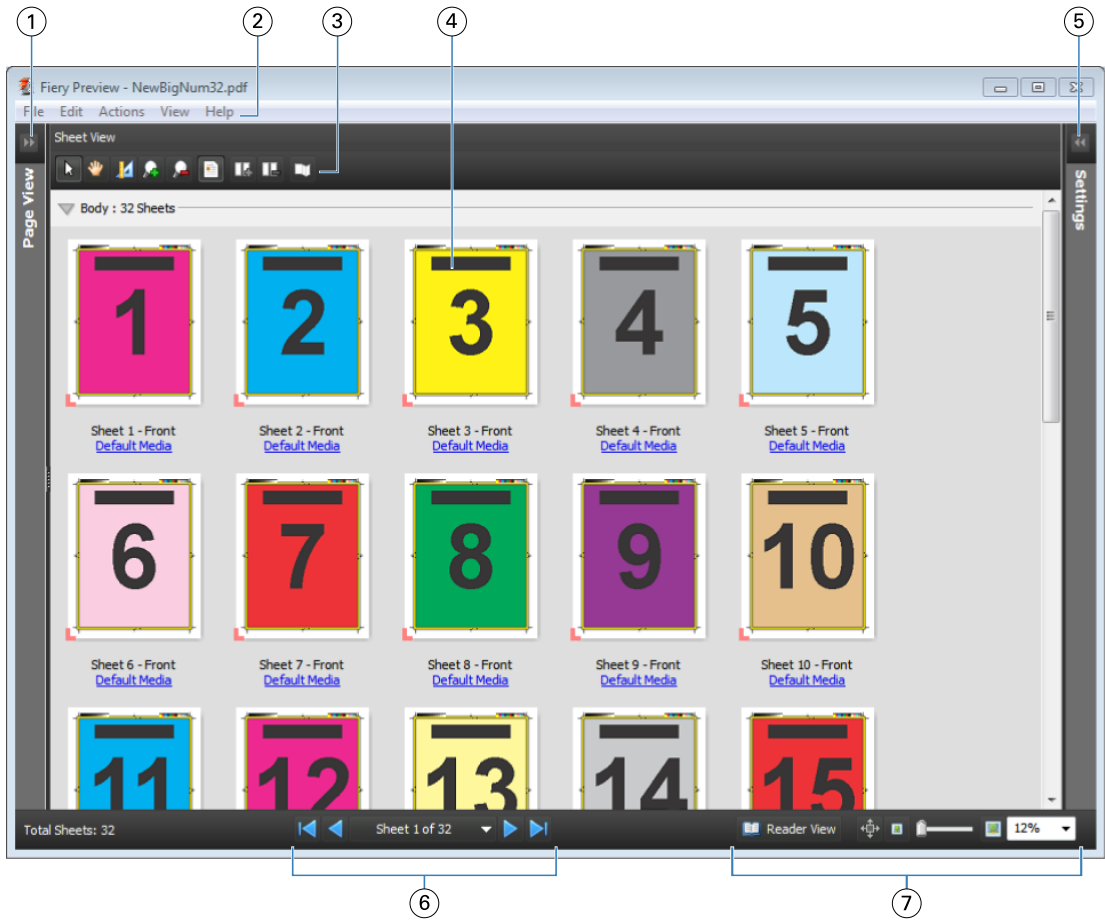 1 2 3 4 5
Fiery Preview - NewBigNum32.pdf
File Edit Actions View Help
Sheet View
Page View
Settings
Body : 32 Sheets
1 2 3 4 5
Sheet 1 - Front Sheet 2 - Front Sheet 3 - Front Sheet 4 - Front Sheet 5 - Front
Default Media Default Media Default Media Default Media Default Media
6 7 8 9 10
Sheet 6 - Front Sheet 7 - Front Sheet 8 - Front Sheet 9 - Front Sheet 10 - Front
Default Media Default Media Default Media Default Media Default Media
11 12 13 14 15
Total Sheets: 32 Sheet 1 of 32 Reader View 12%
6 7